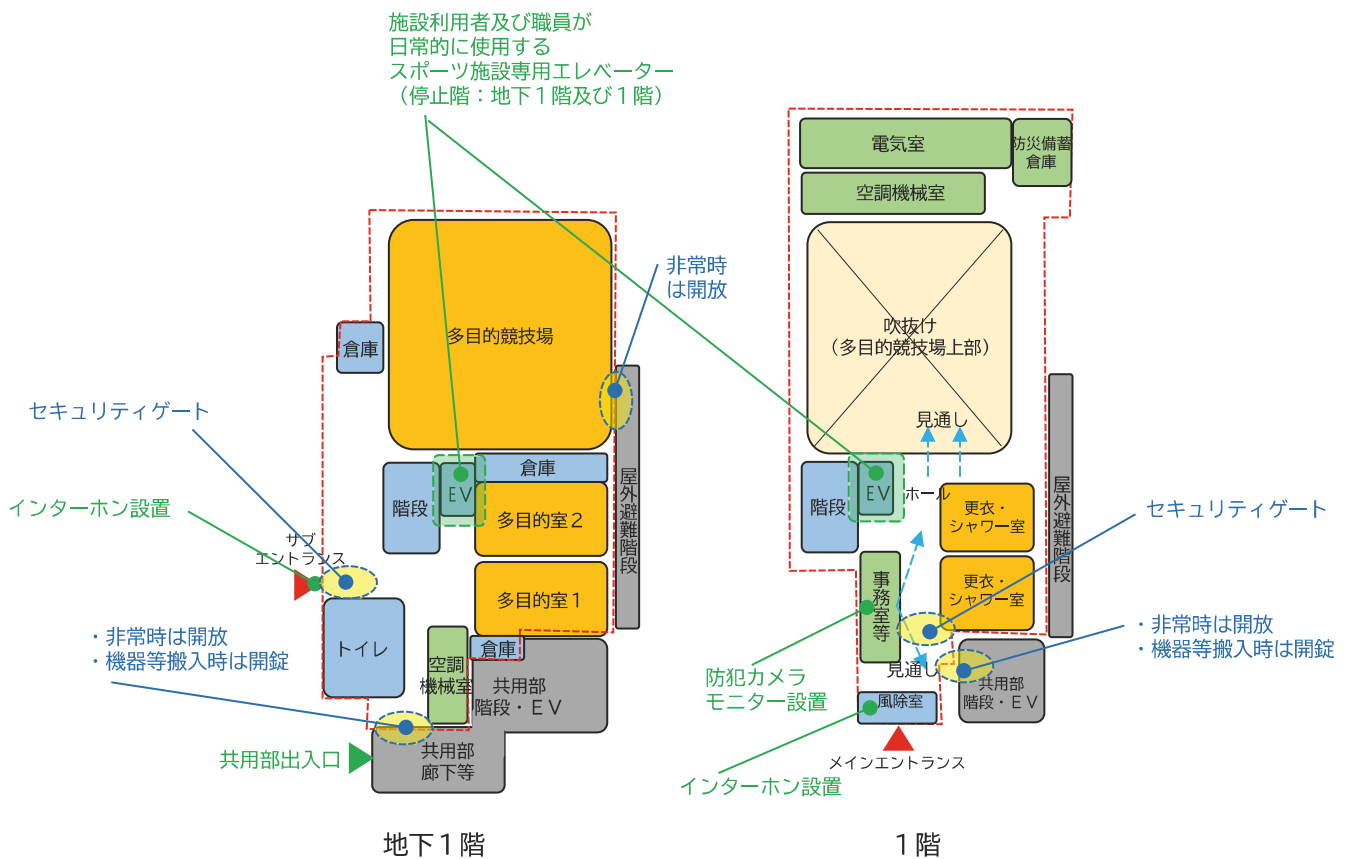 施設利用者及び職員が
日常的に使用する
スポーツ施設専用エレベーター
（停止階：地下１階及び１階）
非常時
は開放
倉庫
多目的競技場
セキュリティゲート
インターホン設置
サブ
エントランス
階段
ＥＶ
倉庫
多目的室２
多目的室１
屋外避難階段
トイレ
空調
機械室
倉庫
共用部
階段・ＥＶ
・非常時は開放
・機器等搬入時は開錠
共用部出入口
共用部
廊下等
地下１階
電気室
防災備蓄
倉庫
空調機械室
吹抜け
（多目的競技場上部）
見通し
階段
ＥＶ
ホール
更衣・
シャワー室
更衣・
シャワー室
屋外避難階段
セキュリティゲート
事務室等
見通し
・非常時は開放
・機器等搬入時は開錠
防犯カメラ
モニター設置
風除室
共用部
階段・ＥＶ
メインエントランス
インターホン設置
１階